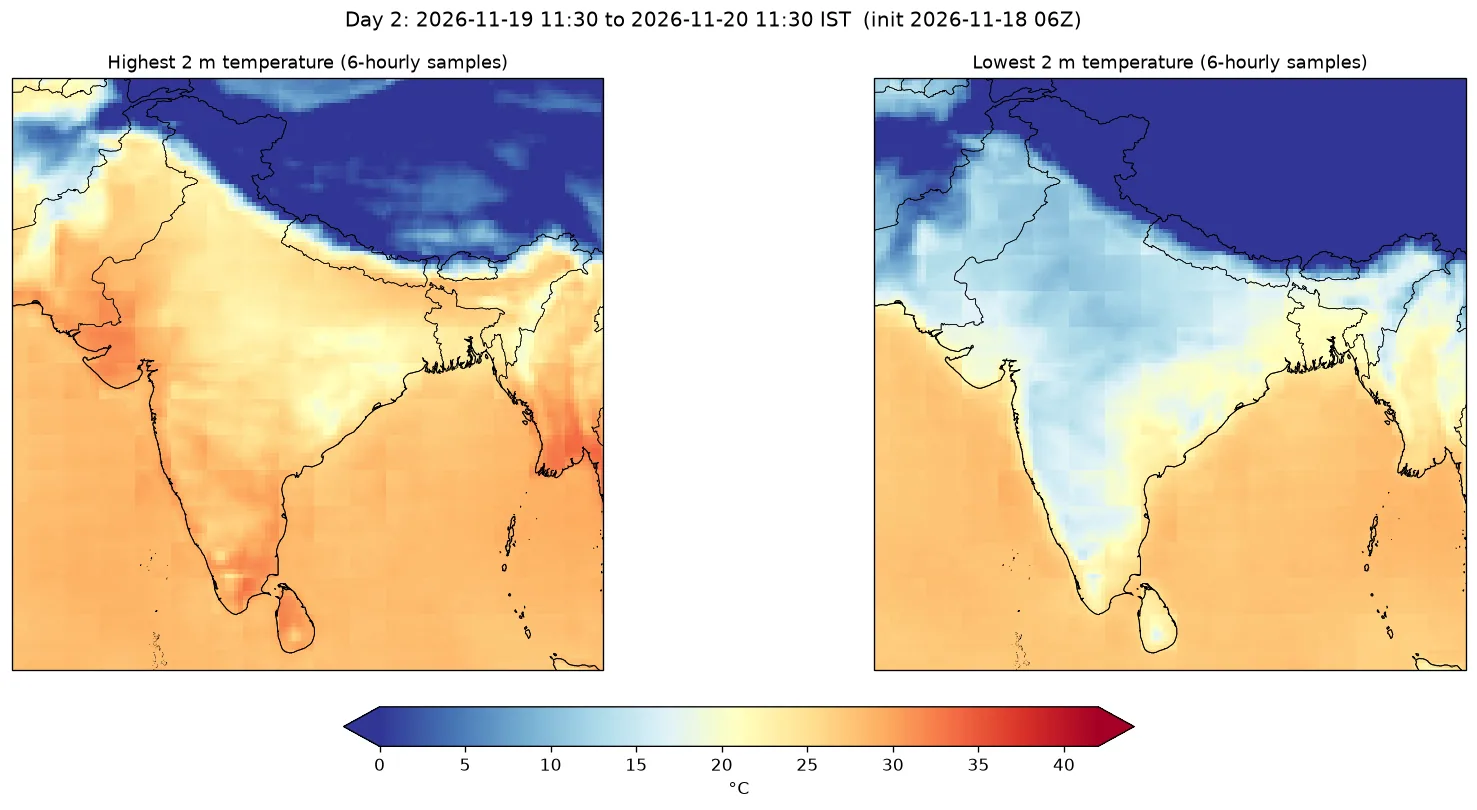 Day 2: 2026-11-19 11:30 to 2026-11-20 11:30 IST  (init 2026-11-18 06Z)
Highest 2 m temperature (6-hourly samples)
Lowest 2 m temperature (6-hourly samples)
0 5 10 15 20 25 30 35 40
°C